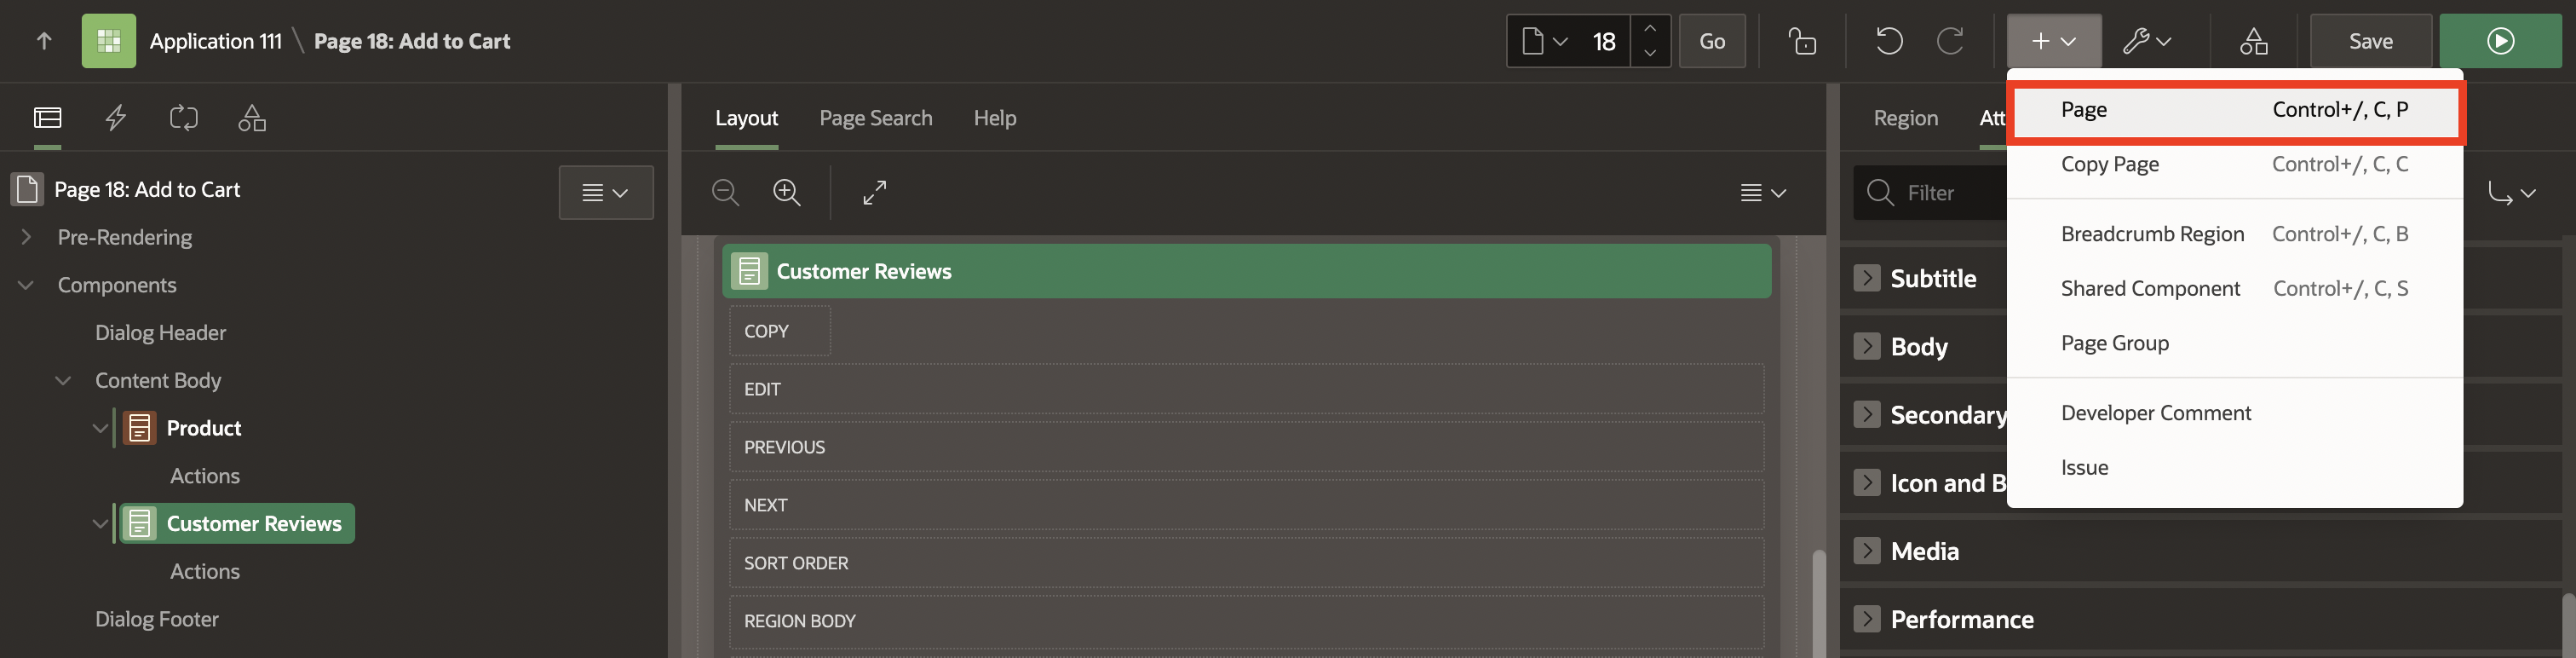 Application 111 \ Page 18: Add to Cart
18
Go
Save
Page 18: Add to Cart
Pre-Rendering
Components
Dialog Header
Content Body
Product
Actions
Customer Reviews
Actions
Dialog Footer
Layout Page Search Help
Customer Reviews
COPY
EDIT
PREVIOUS
NEXT
SORT ORDER
REGION BODY
Region Att
Filter
Subtitle
Body
Secondary
Icon and B
Media
Performance
Page Control+/, C, P
Copy Page Control+/, C, C
Breadcrumb Region Control+/, C, B
Shared Component Control+/, C, S
Page Group
Developer Comment
Issue